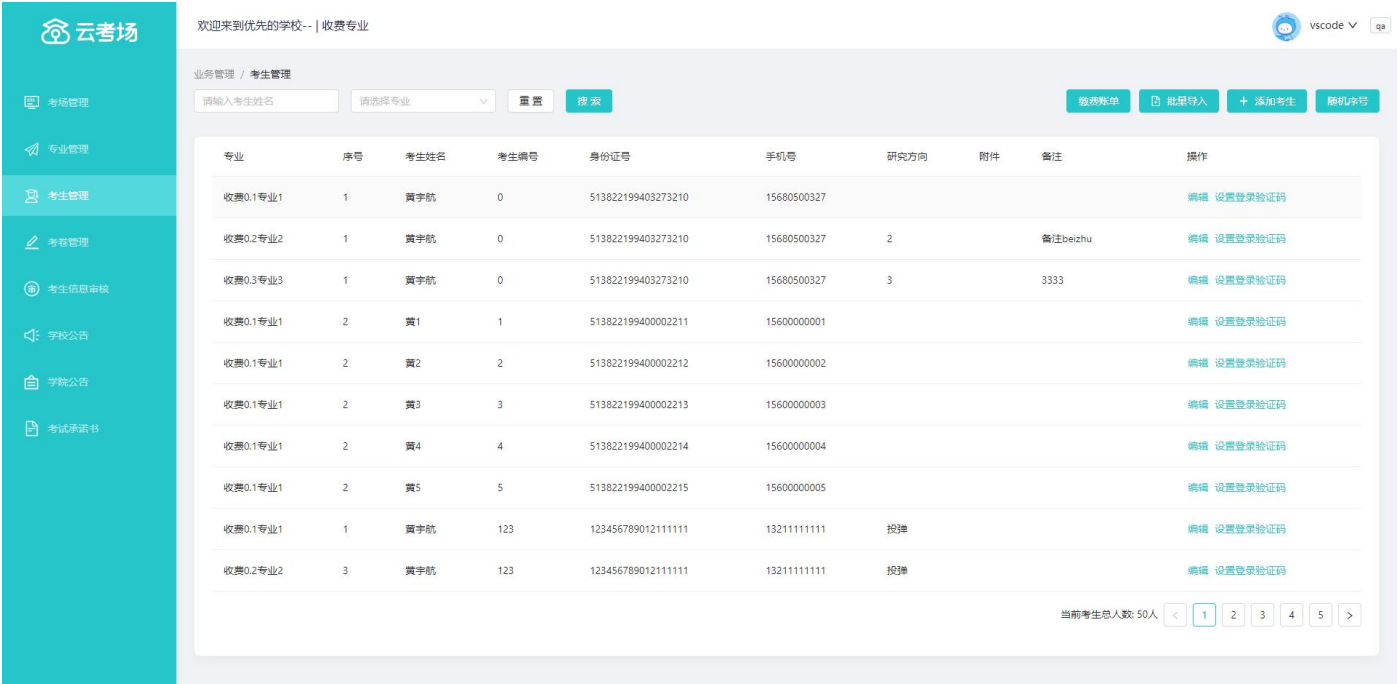 云考场
欢迎来到优先的学校-- | 收费专业
vscode
qa
考场管理
专业管理
考生管理
考卷管理
审 考生信息审核
学校公告
学院公告
考试承诺书
业务管理 / 考生管理
请输入考生姓名 请选择专业 重置 搜索 缴费账单 批量导入 + 添加考生 随机序号
专业 序号 考生姓名 考生编号 身份证号 手机号 研究方向 附件 备注 操作
收费0.1专业1 1 黄宇航 0 513822199403273210 15680500327 编辑 设置登录验证码
收费0.2专业2 1 黄宇航 0 513822199403273210 15680500327 2 备注beizhu 编辑 设置登录验证码
收费0.3专业3 1 黄宇航 0 513822199403273210 15680500327 3 3333 编辑 设置登录验证码
收费0.1专业1 2 黄1 1 513822199400002211 15600000001 编辑 设置登录验证码
收费0.1专业1 2 黄2 2 513822199400002212 15600000002 编辑 设置登录验证码
收费0.1专业1 2 黄3 3 513822199400002213 15600000003 编辑 设置登录验证码
收费0.1专业1 2 黄4 4 513822199400002214 15600000004 编辑 设置登录验证码
收费0.1专业1 2 黄5 5 513822199400002215 15600000005 编辑 设置登录验证码
收费0.1专业1 1 黄宇航 123 123456789012111111 13211111111 投弹 编辑 设置登录验证码
收费0.2专业2 3 黄宇航 123 123456789012111111 13211111111 投弹 编辑 设置登录验证码
当前考生总人数: 50人 < 1 2 3 4 5 >